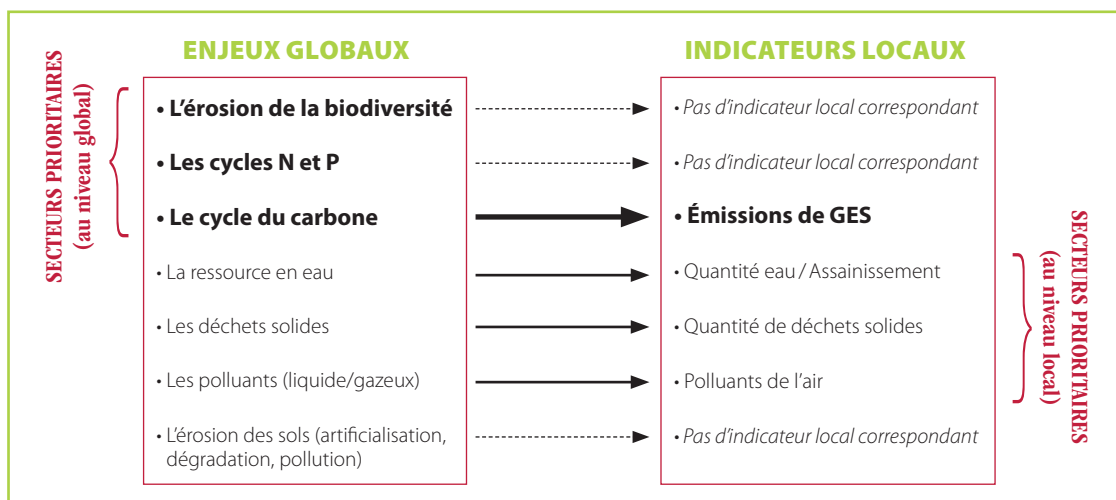 ENJEUX GLOBAUX
INDICATEURS LOCAUX
SECTEURS PRIORITAIRES
(au niveau global)
• L’érosion de la biodiversité
• Pas d’indicateur local correspondant
• Les cycles N et P
• Pas d’indicateur local correspondant
• Le cycle du carbone
• Émissions de GES
• La ressource en eau
• Quantité eau / Assainissement
• Les déchets solides
• Quantité de déchets solides
• Les polluants (liquide/gazeux)
• Polluants de l’air
• L’érosion des sols (artificialisation,
dégradation, pollution)
• Pas d’indicateur local correspondant
SECTEURS PRIORITAIRES
(au niveau local)